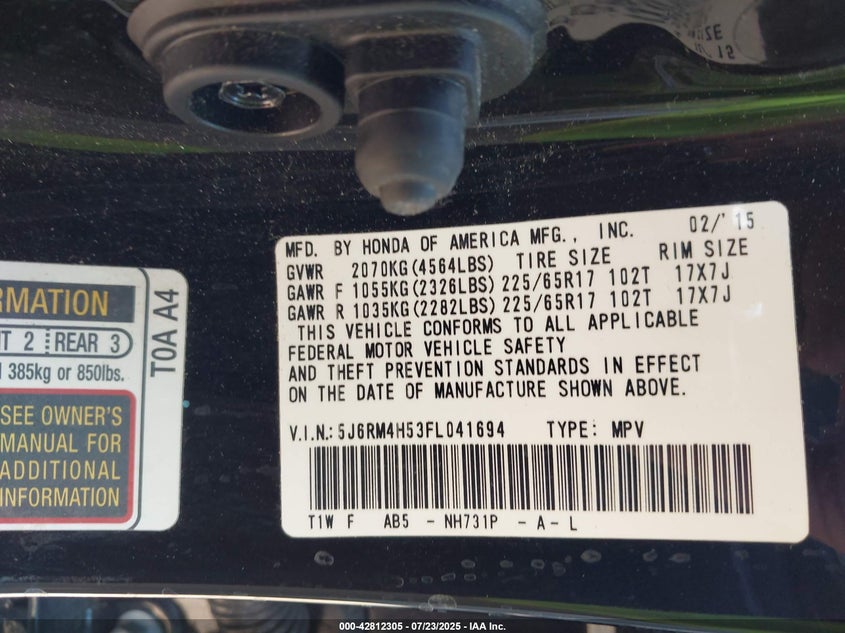 MFD. BY HONDA OF AMERICA MFG., INC. 02/'15
GVWR 2070KG(4564LBS) TIRE SIZE RIM SIZE
GAWR F 1055KG(2326LBS) 225/65R17 102T 17X7J
GAWR R 1035KG(2282LBS) 225/65R17 102T 17X7J
THIS VEHICLE CONFORMS TO ALL APPLICABLE
FEDERAL MOTOR VEHICLE SAFETY
AND THEFT PREVENTION STANDARDS IN EFFECT
ON THE DATE OF MANUFACTURE SHOWN ABOVE.
V.I.N.: 5J6RM4H53FL041694 TYPE: MPV
T1W F AB5 - NH731P - A - L
2 REAR 3
385kg or 850lbs.
T0A A4
SEE OWNER'S
MANUAL FOR
ADDITIONAL
INFORMATION
000-42812305 - 07/23/2025 - IAA Inc.